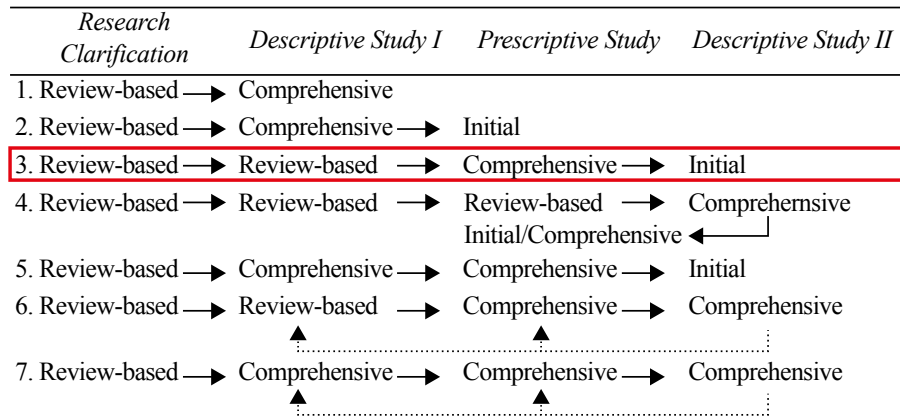 Research Clarification Descriptive Study I Prescriptive Study Descriptive Study II
1. Review-based Comprehensive
2. Review-based Comprehensive Initial
3. Review-based Review-based Comprehensive Initial
4. Review-based Review-based Review-based Comprehernsive
Initial/Comprehensive
5. Review-based Comprehensive Comprehensive Initial
6. Review-based Review-based Comprehensive Comprehensive
7. Review-based Comprehensive Comprehensive Comprehensive